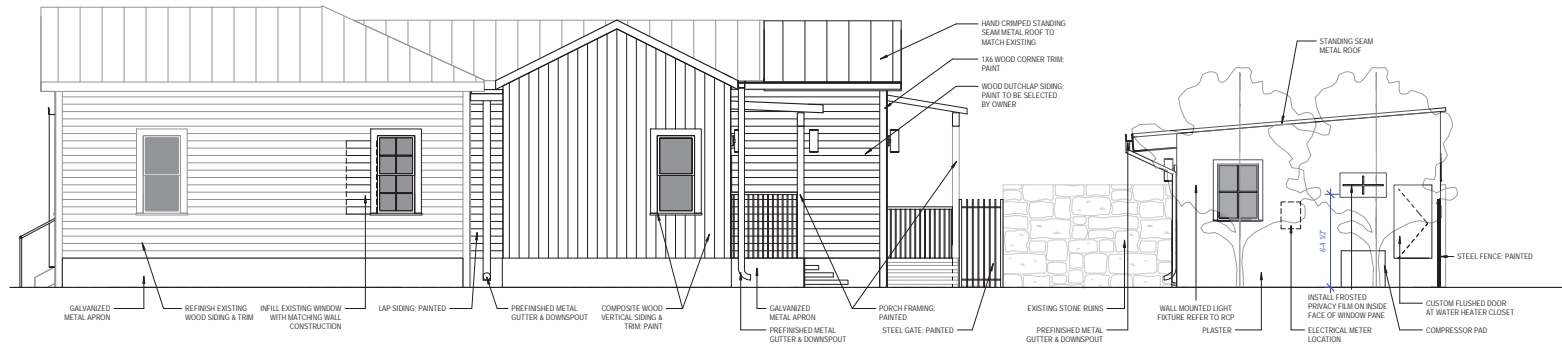 HAND CRIMPED STANDING
SEAM METAL ROOF TO
MATCH EXISTING
1X6 WOOD CORNER TRIM;
PAINT
WOOD DUTCHLAP SIDING;
PAINT TO BE SELECTED
BY OWNER
STANDING SEAM
METAL ROOF
6'-4 1/2"
STEEL FENCE; PAINTED
GALVANIZED
METAL APRON
REFINISH EXISTING
WOOD SIDING & TRIM
INFILL EXISTING WINDOW
WITH MATCHING WALL
CONSTRUCTION
LAP SIDING; PAINTED
PREFINISHED METAL
GUTTER & DOWNSPOUT
COMPOSITE WOOD
VERTICAL SIDING &
TRIM; PAINT
GALVANIZED
METAL APRON
PREFINISHED METAL
GUTTER & DOWNSPOUT
PORCH FRAMING;
PAINTED
STEEL GATE; PAINTED
EXISTING STONE RUINS
PREFINISHED METAL
GUTTER & DOWNSPOUT
WALL MOUNTED LIGHT
FIXTURE REFER TO RCP
PLASTER
INSTALL FROSTED
PRIVACY FILM ON INSIDE
FACE OF WINDOW PANE
ELECTRICAL METER
LOCATION
CUSTOM FLUSHED DOOR
AT WATER HEATER CLOSET
COMPRESSOR PAD